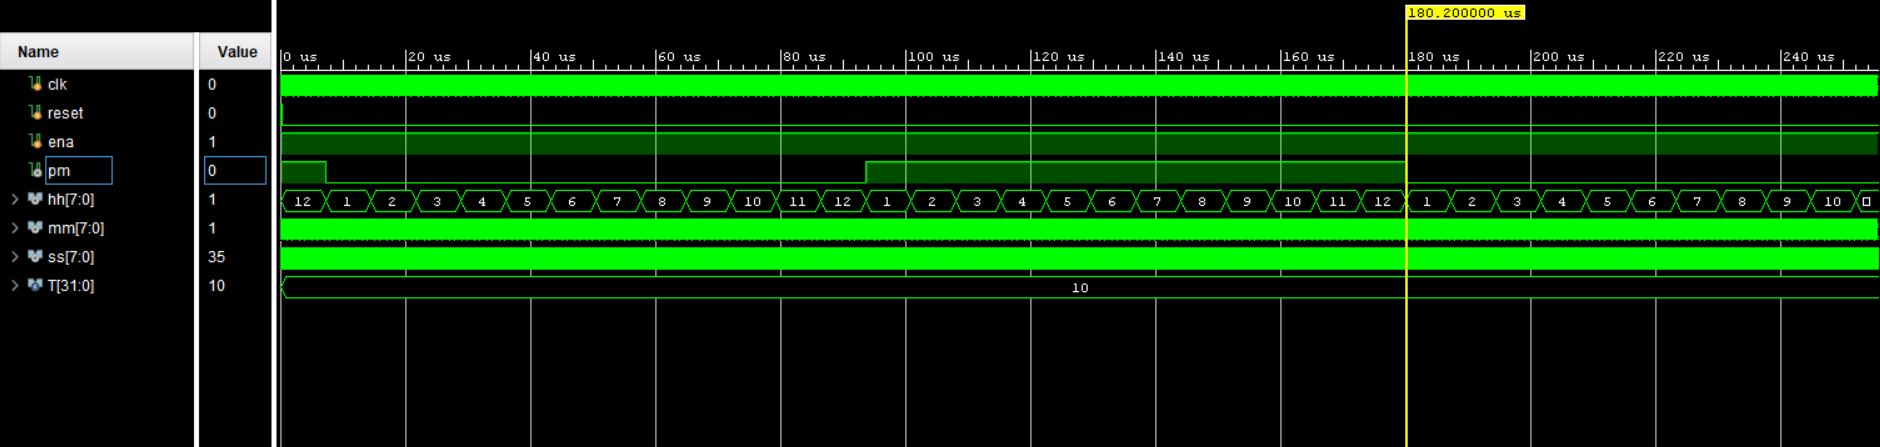 180.200000 us
Name Value
0 us 20 us 40 us 60 us 80 us 100 us 120 us 140 us 160 us 180 us 200 us 220 us 240 us
clk 0
reset 0
ena 1
pm 0
hh[7:0] 1 12 1 2 3 4 5 6 7 8 9 10 11 12 1 2 3 4 5 6 7 8 9 10 11 12 1 2 3 4 5 6 7 8 9 10
mm[7:0] 1
ss[7:0] 35
T[31:0] 10 10